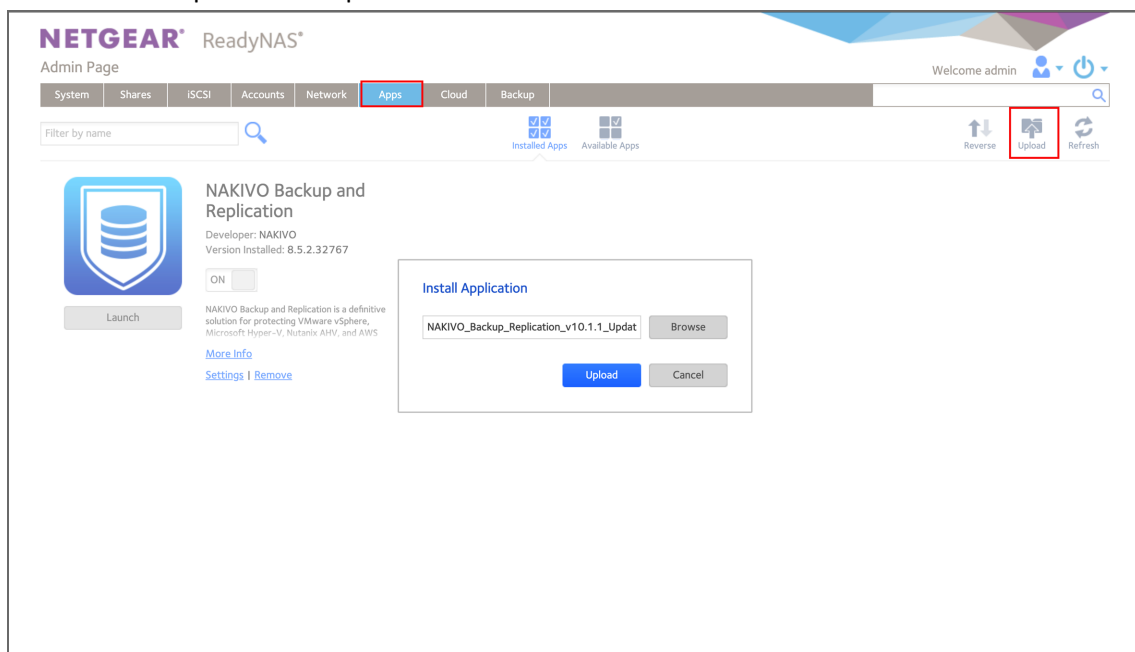 NETGEAR® ReadyNAS®
Admin Page
Welcome admin
System Shares iSCSI Accounts Network Apps Cloud Backup
Filter by name
Installed Apps Available Apps
Reverse Upload Refresh
NAKIVO Backup and
Replication
Developer: NAKIVO
Version Installed: 8.5.2.32767
ON
Launch
NAKIVO Backup and Replication is a definitive
solution for protecting VMware vSphere,
Microsoft Hyper-V, Nutanix AHV, and AWS
More Info
Settings | Remove
Install Application
NAKIVO_Backup_Replication_v10.1.1_Updat Browse
Upload Cancel